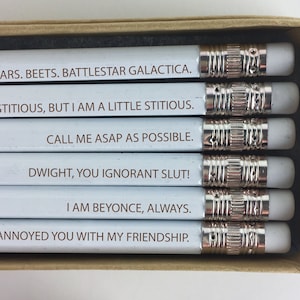 ARS. BEETS. BATTLESTAR GALACTICA.
STITIOUS, BUT I AM A LITTLE STITIOUS.
CALL ME ASAP AS POSSIBLE.
DWIGHT, YOU IGNORANT SLUT!
I AM BEYONCE, ALWAYS.
ANNOYED YOU WITH MY FRIENDSHIP.